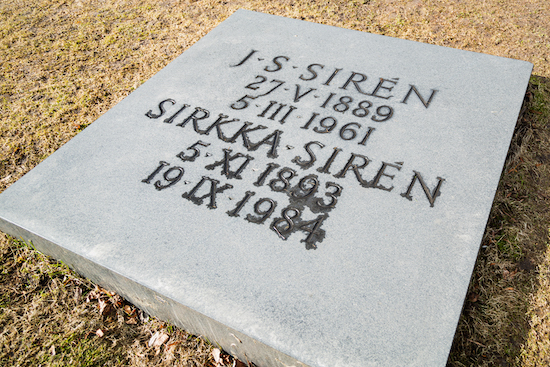 J·S·SIRÉN
27·V·1889
5·III·1961
SIRKKA·SIRÉN
5·XI·1893
19·IX·1984